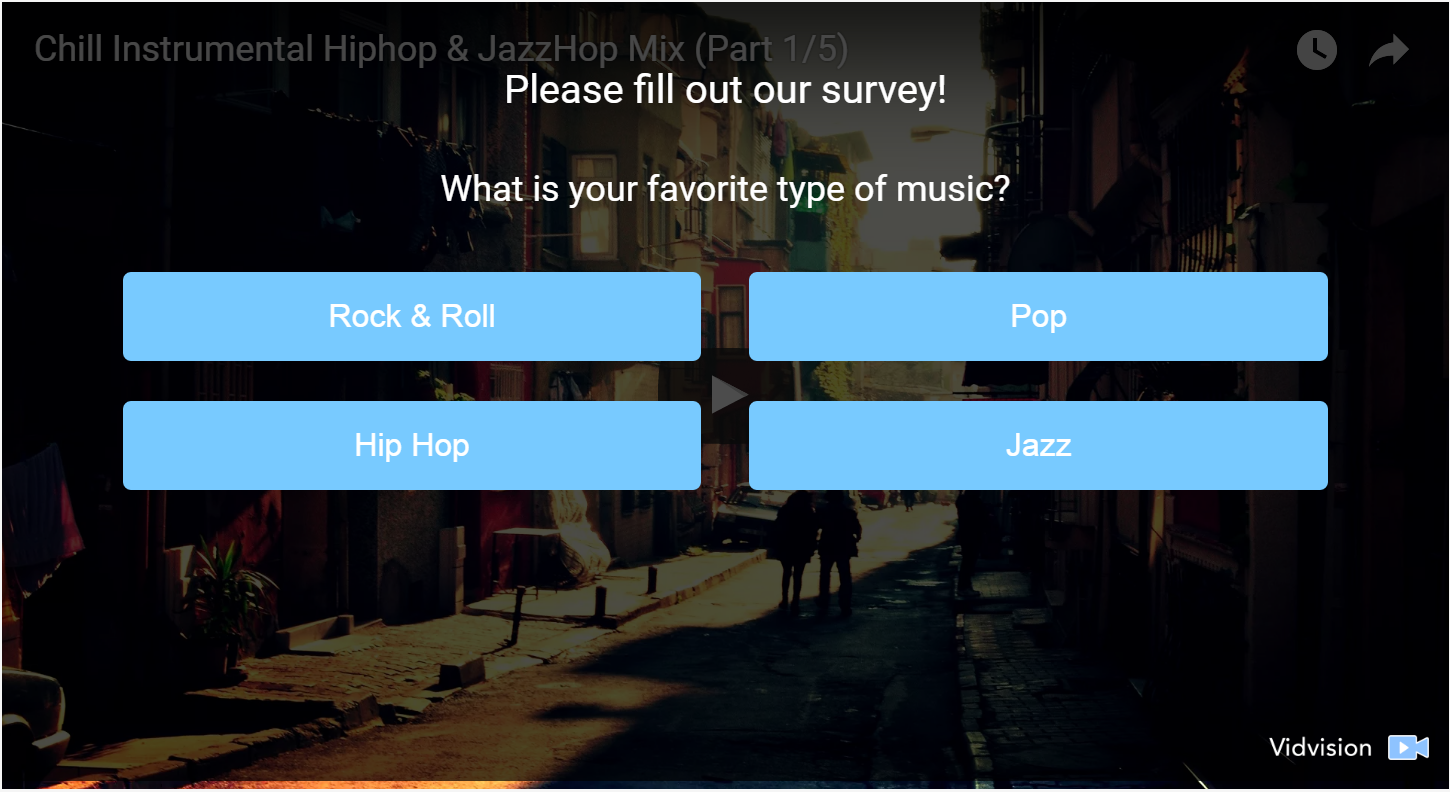 Chill Instrumental Hiphop & JazzHop Mix (Part 1/5)
Please fill out our survey!
What is your favorite type of music?
Rock & Roll
Pop
Hip Hop
Jazz
Vidvision